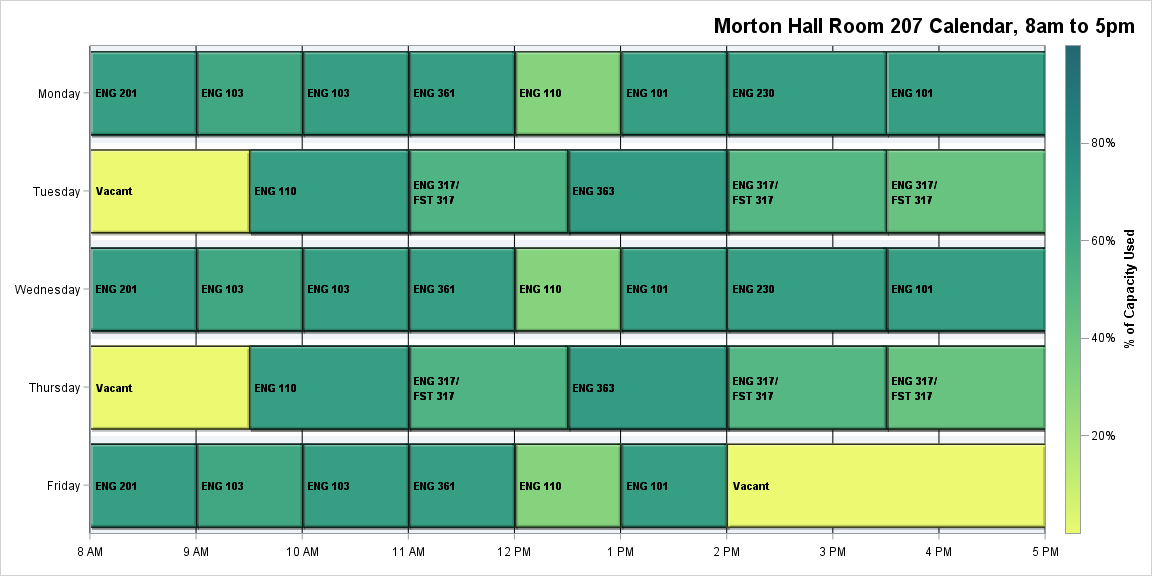 Morton Hall Room 207 Calendar, 8am to 5pm
Monday
ENG 201
ENG 103
ENG 103
ENG 361
ENG 110
ENG 101
ENG 230
ENG 101
Tuesday
Vacant
ENG 110
ENG 317/
FST 317
ENG 363
ENG 317/
FST 317
ENG 317/
FST 317
Wednesday
ENG 201
ENG 103
ENG 103
ENG 361
ENG 110
ENG 101
ENG 230
ENG 101
Thursday
Vacant
ENG 110
ENG 317/
FST 317
ENG 363
ENG 317/
FST 317
ENG 317/
FST 317
Friday
ENG 201
ENG 103
ENG 103
ENG 361
ENG 110
ENG 101
Vacant
8 AM
9 AM
10 AM
11 AM
12 PM
1 PM
2 PM
3 PM
4 PM
5 PM
80%
60%
40%
20%
% of Capacity Used